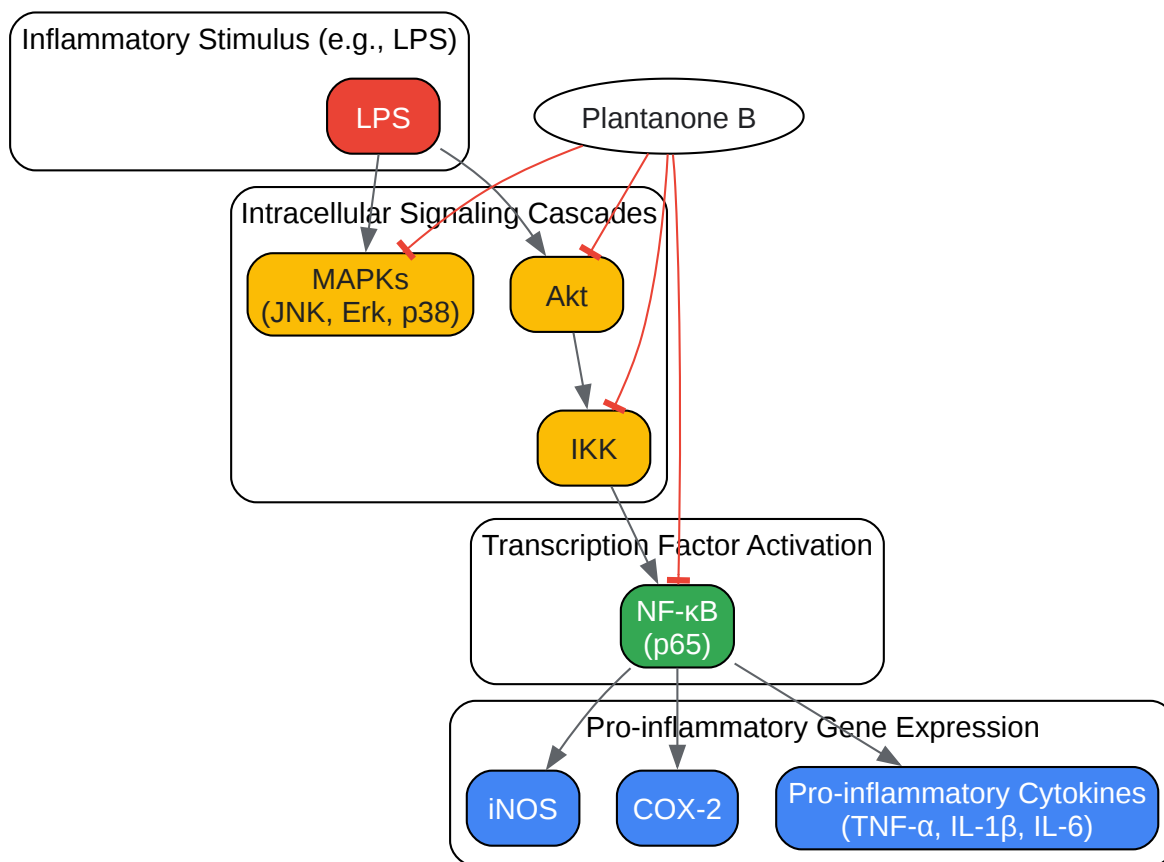 Inflammatory Stimulus (e.g., LPS)
LPS
Plantanone B
Intracellular Signaling Cascades
MAPKs
(JNK, Erk, p38)
Akt
IKK
Transcription Factor Activation
NF-κB
(p65)
Pro-inflammatory Gene Expression
iNOS
COX-2
Pro-inflammatory Cytokines
(TNF-α, IL-1β, IL-6)